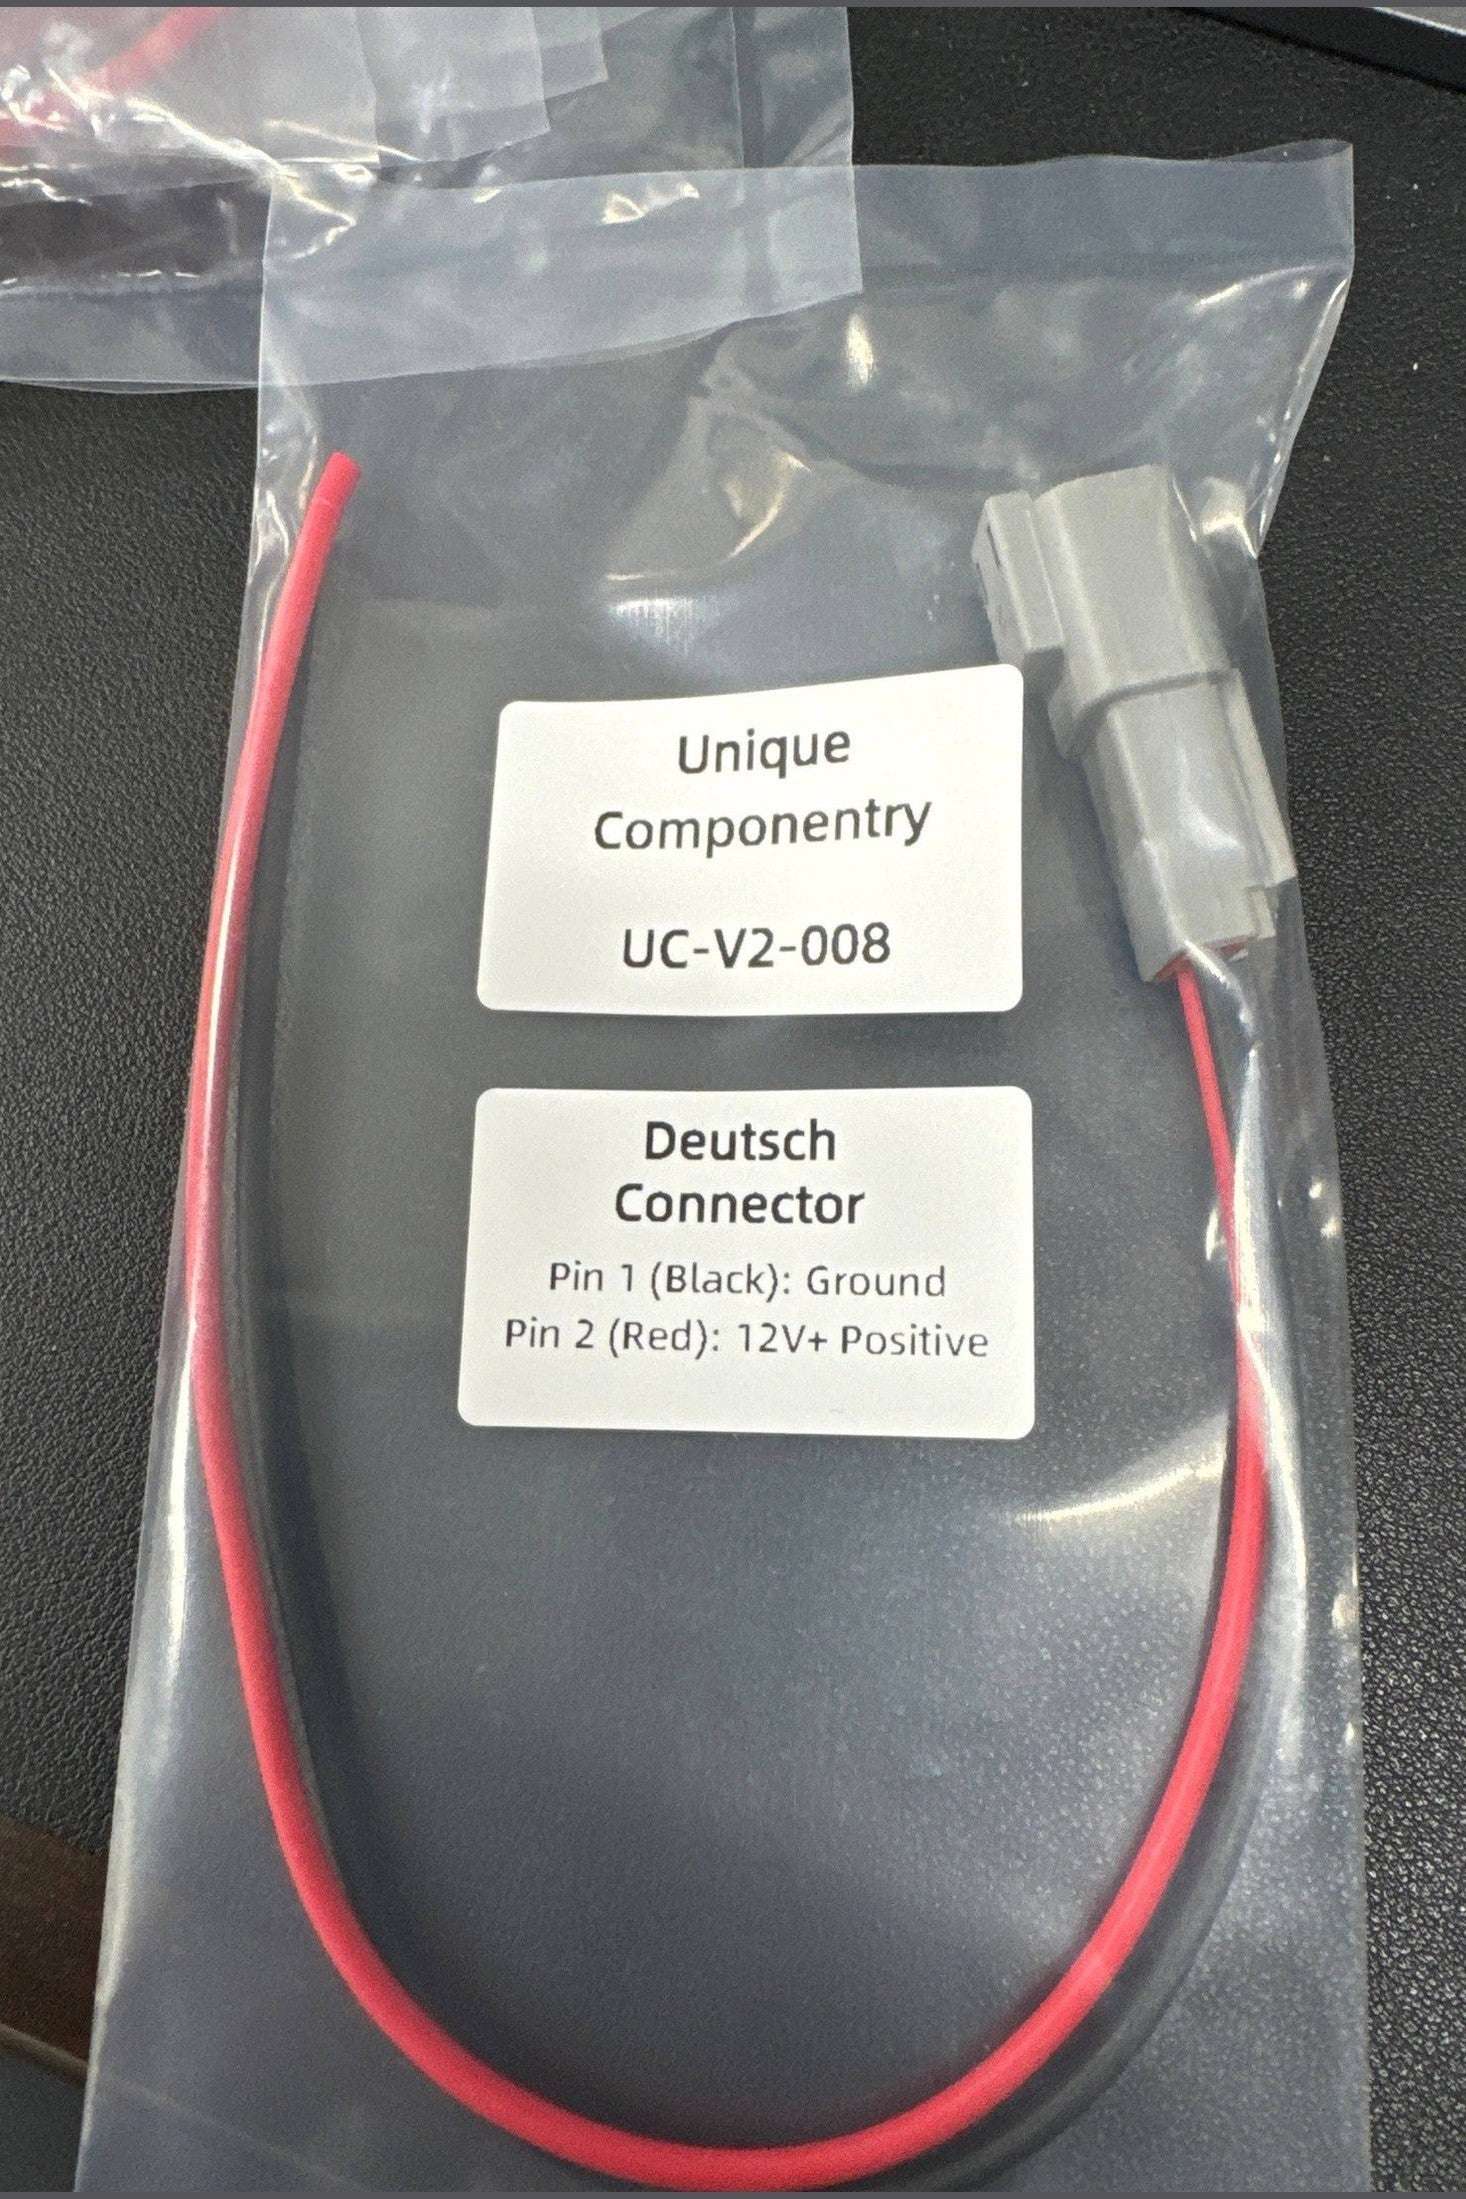 Unique
Componentry
UC-V2-008
Deutsch
Connector
Pin 1 (Black): Ground
Pin 2 (Red): 12V+ Positive